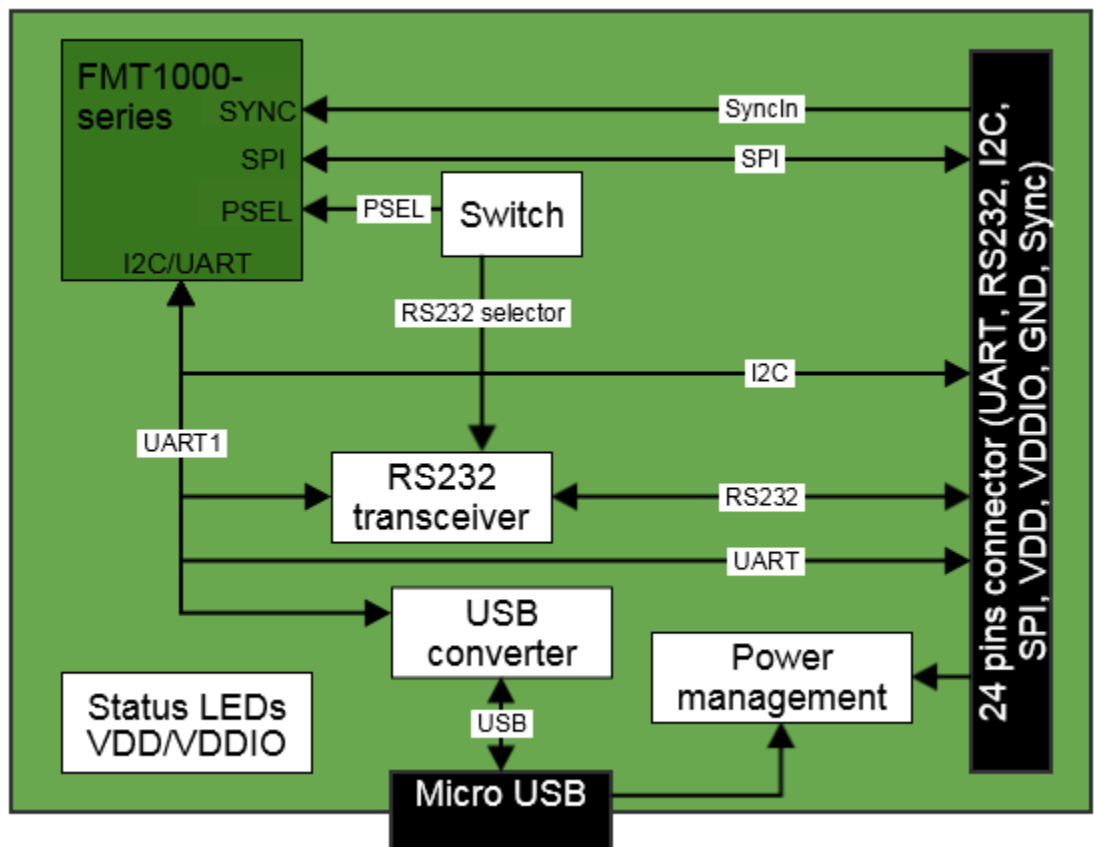 FMT1000-
series
SYNC
SPI
PSEL
I2C/UART
SyncIn
SPI
PSEL
Switch
RS232 selector
I2C
UART1
RS232
transceiver
RS232
UART
USB
converter
Power
management
Status LEDs
VDD/VDDIO
USB
Micro USB
24 pins connector (UART, RS232, I2C,
SPI, VDD, VDDIO, GND, Sync)